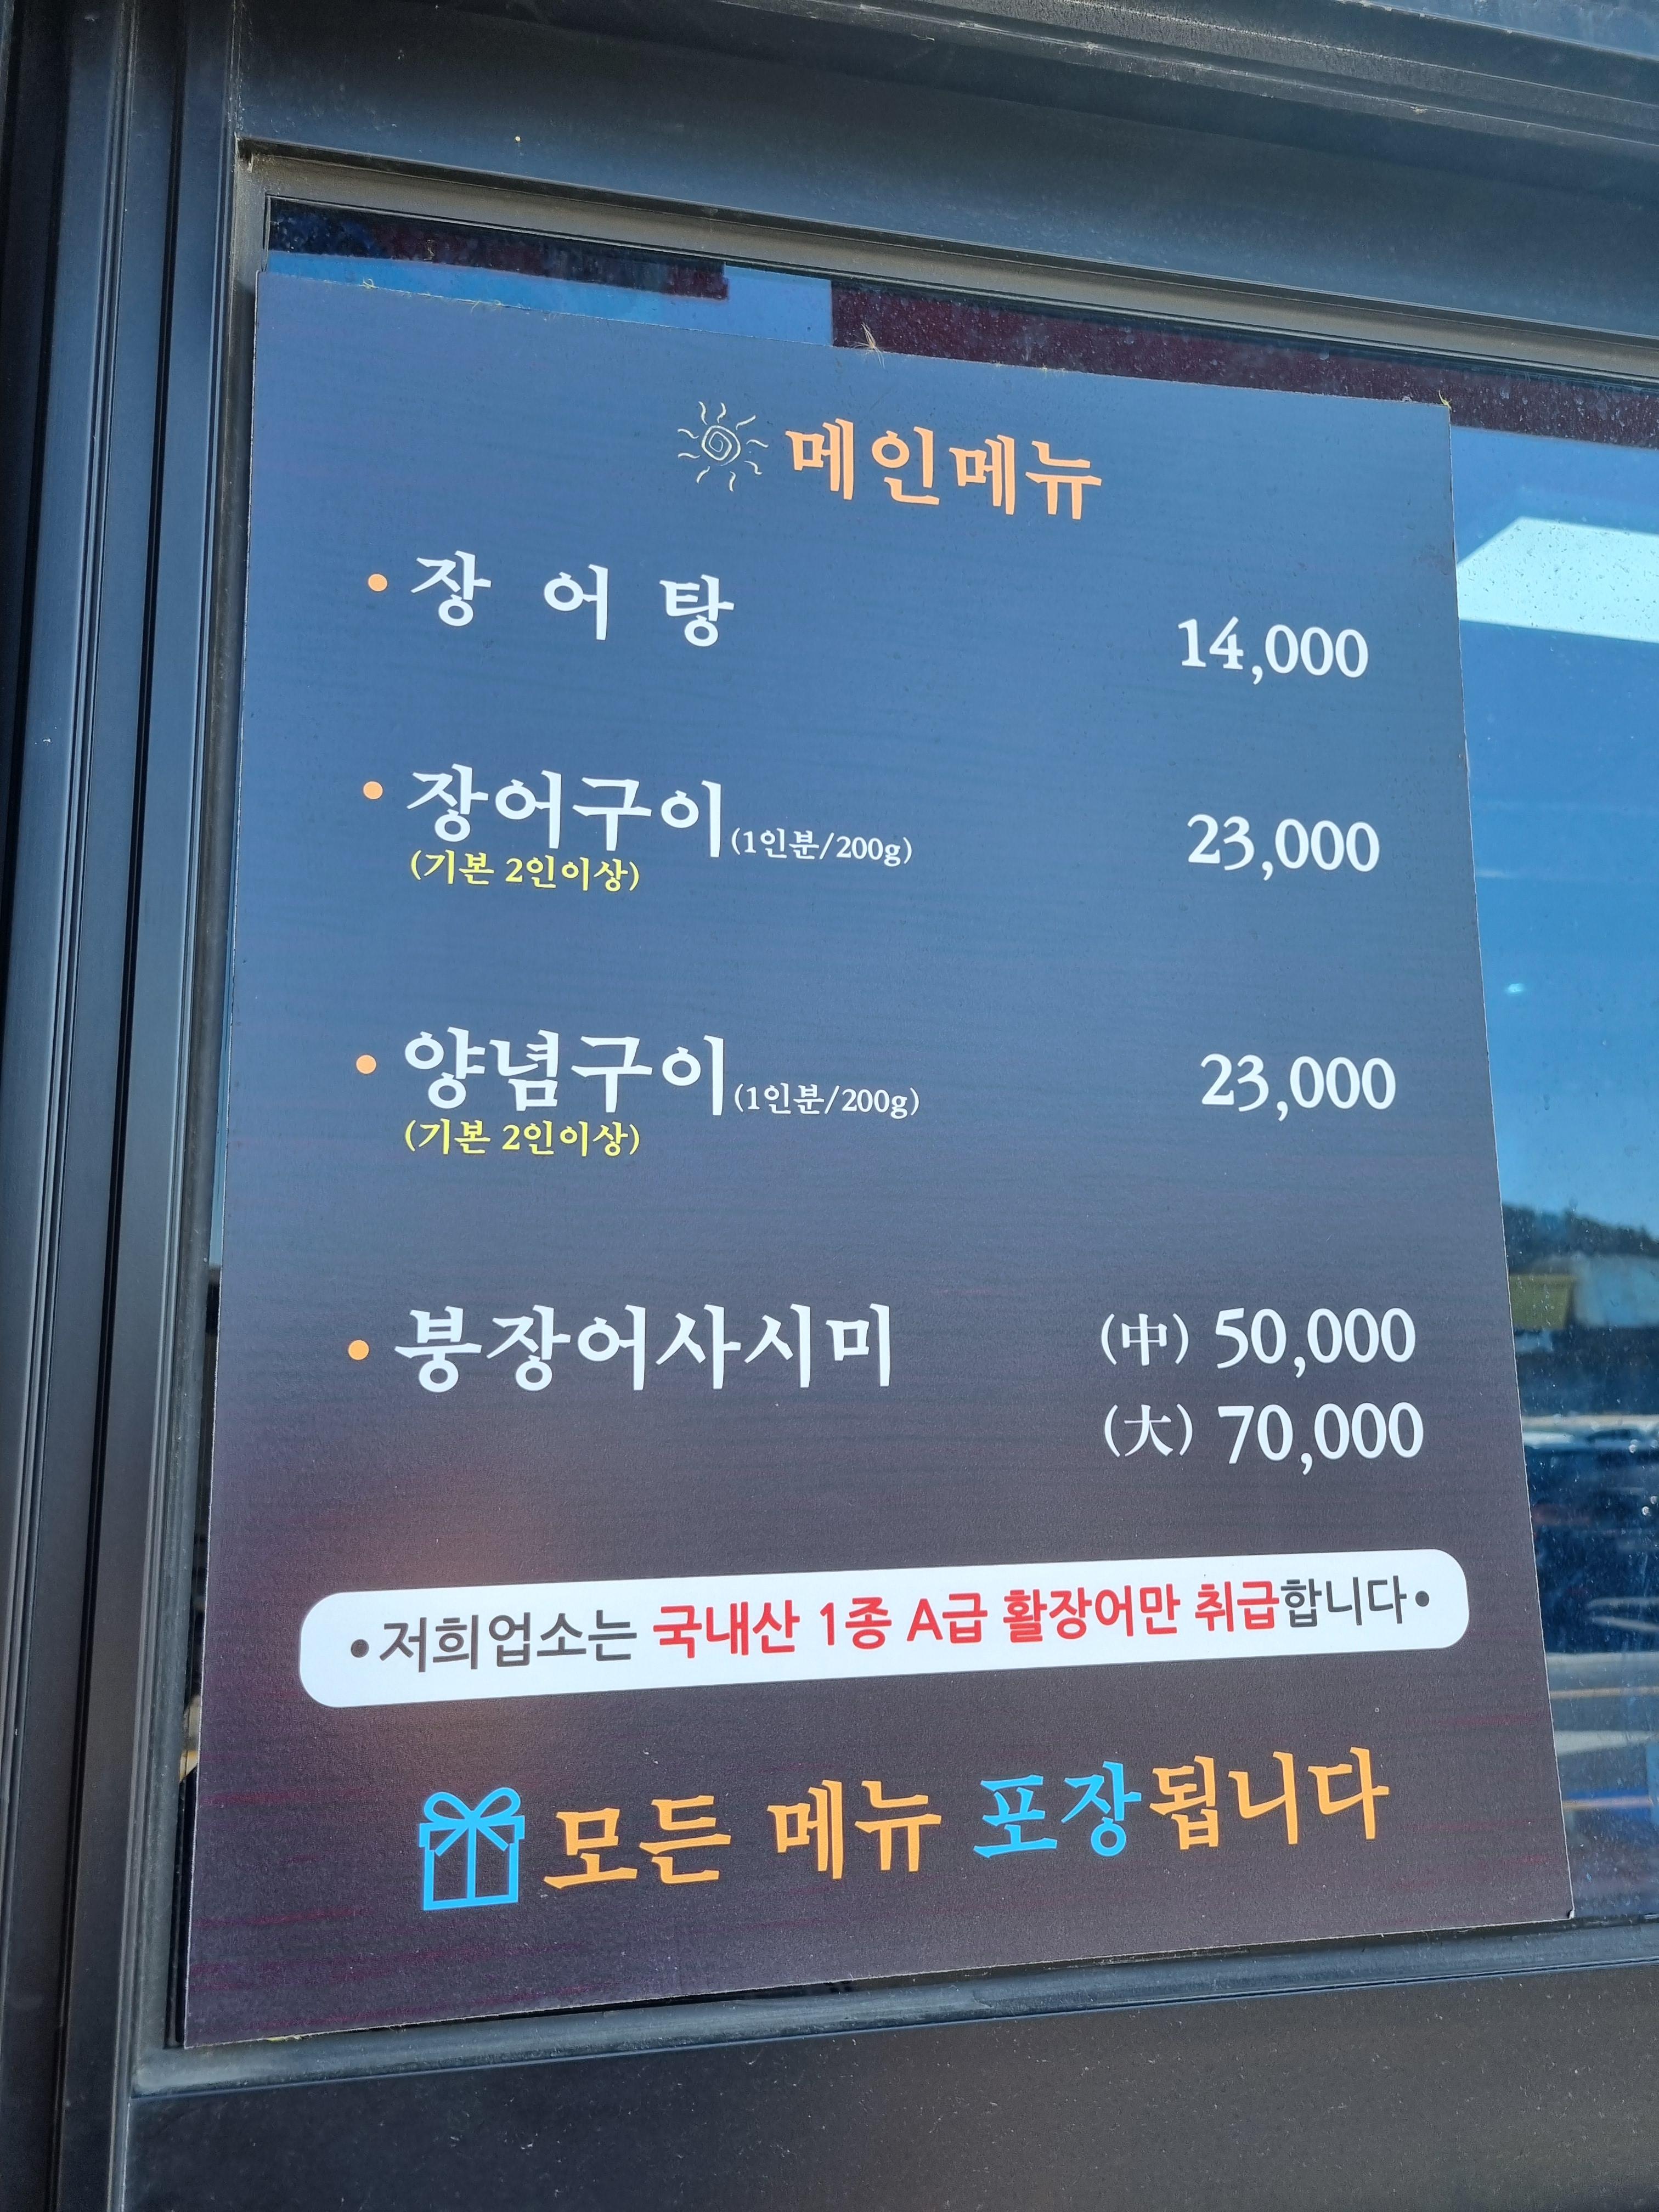 메인메뉴
• 장 어 탕 14,000
• 장어구이(1인분/200g) 23,000
(기본 2인이상)
• 양념구이(1인분/200g) 23,000
(기본 2인이상)
• 붕장어사시미 (中) 50,000
(大) 70,000
•저희업소는 국내산 1종 A급 활장어만 취급합니다•
모든 메뉴 포장됩니다